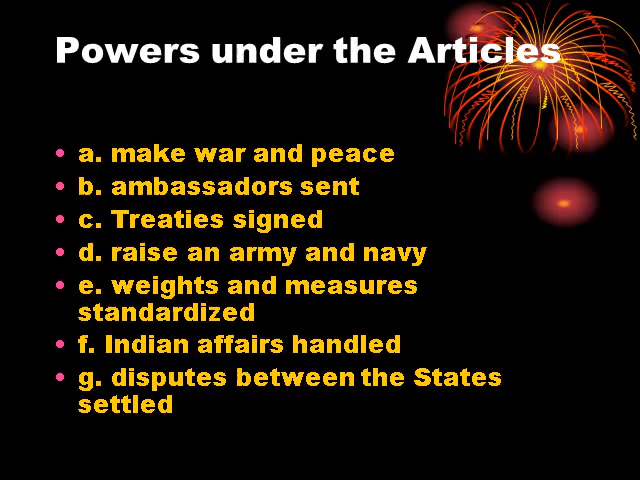 Powers under the Articles
• a. make war and peace
• b. ambassadors sent
• c. Treaties signed
• d. raise an army and navy
• e. weights and measures
standardized
• f. Indian affairs handled
• g. disputes between the States
settled